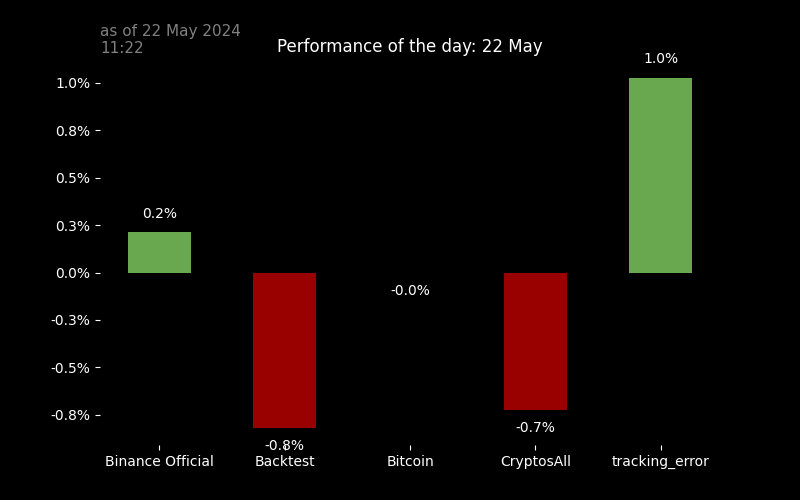 as of 22 May 2024
11:22
Performance of the day: 22 May
1.0%
1.0%
0.8%
0.5%
0.3%
0.2%
0.0%
-0.0%
-0.3%
-0.5%
-0.8%
-0.7%
-0.8%
Binance Official
Backtest
Bitcoin
CryptosAll
tracking_error